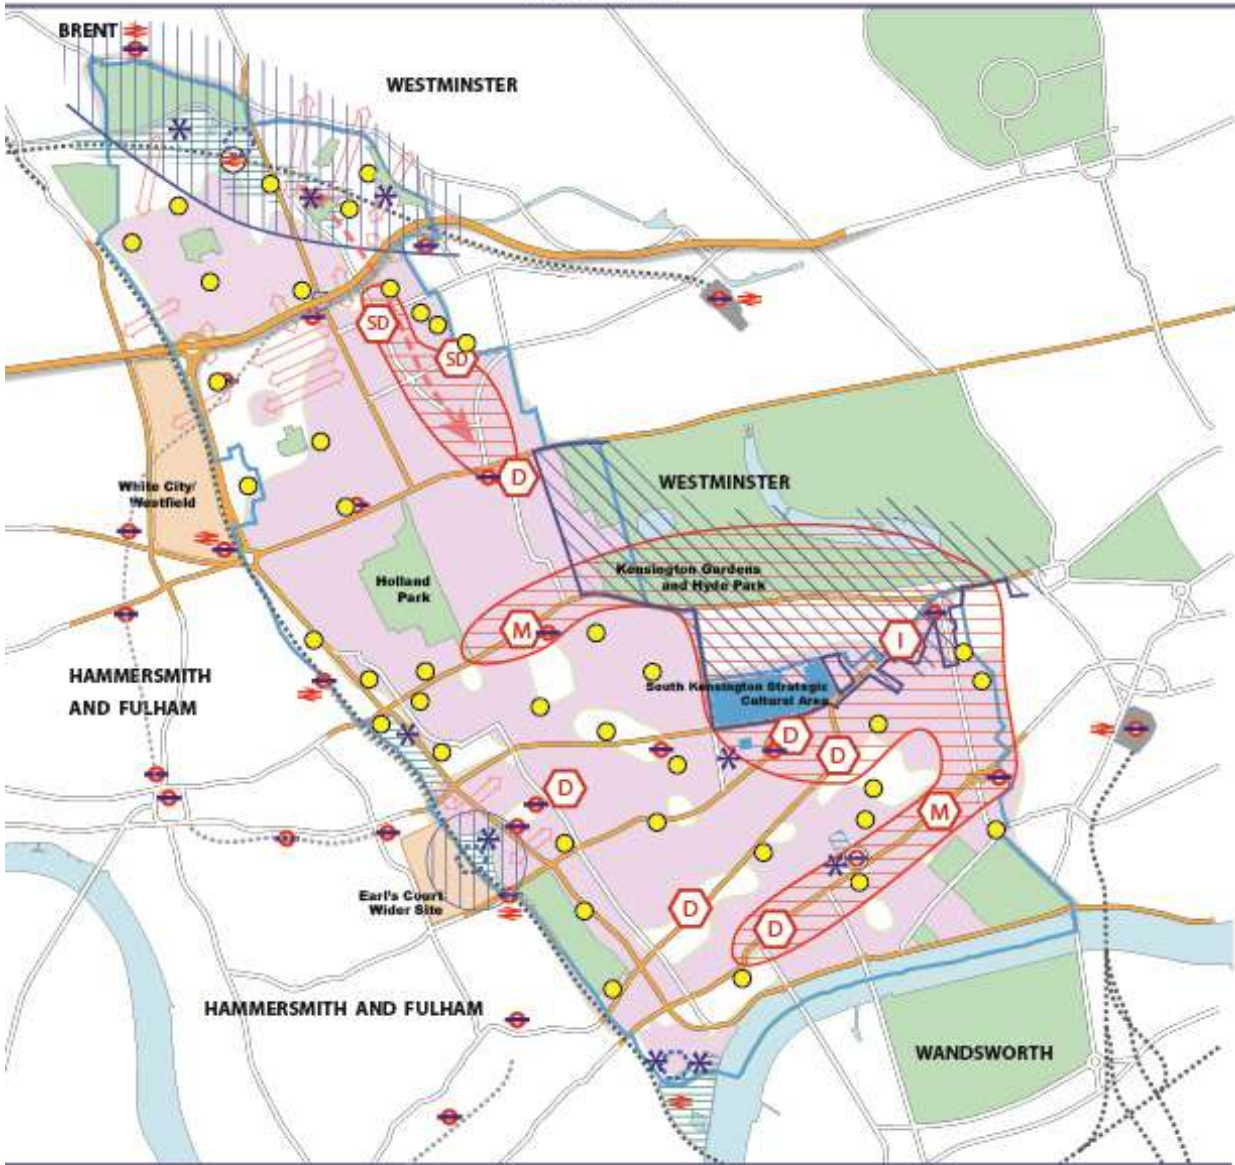 BRENT
WESTMINSTER
SD
SD
D
WESTMINSTER
White City/
Westfield
Kensington Gardens
and Hyde Park
Holland
Park
M
I
HAMMERSMITH
AND FULHAM
South Kensington Strategic
Cultural Area
D
D
D
M
Earl's Court
Wider Site
D
D
HAMMERSMITH AND FULHAM
WANDSWORTH